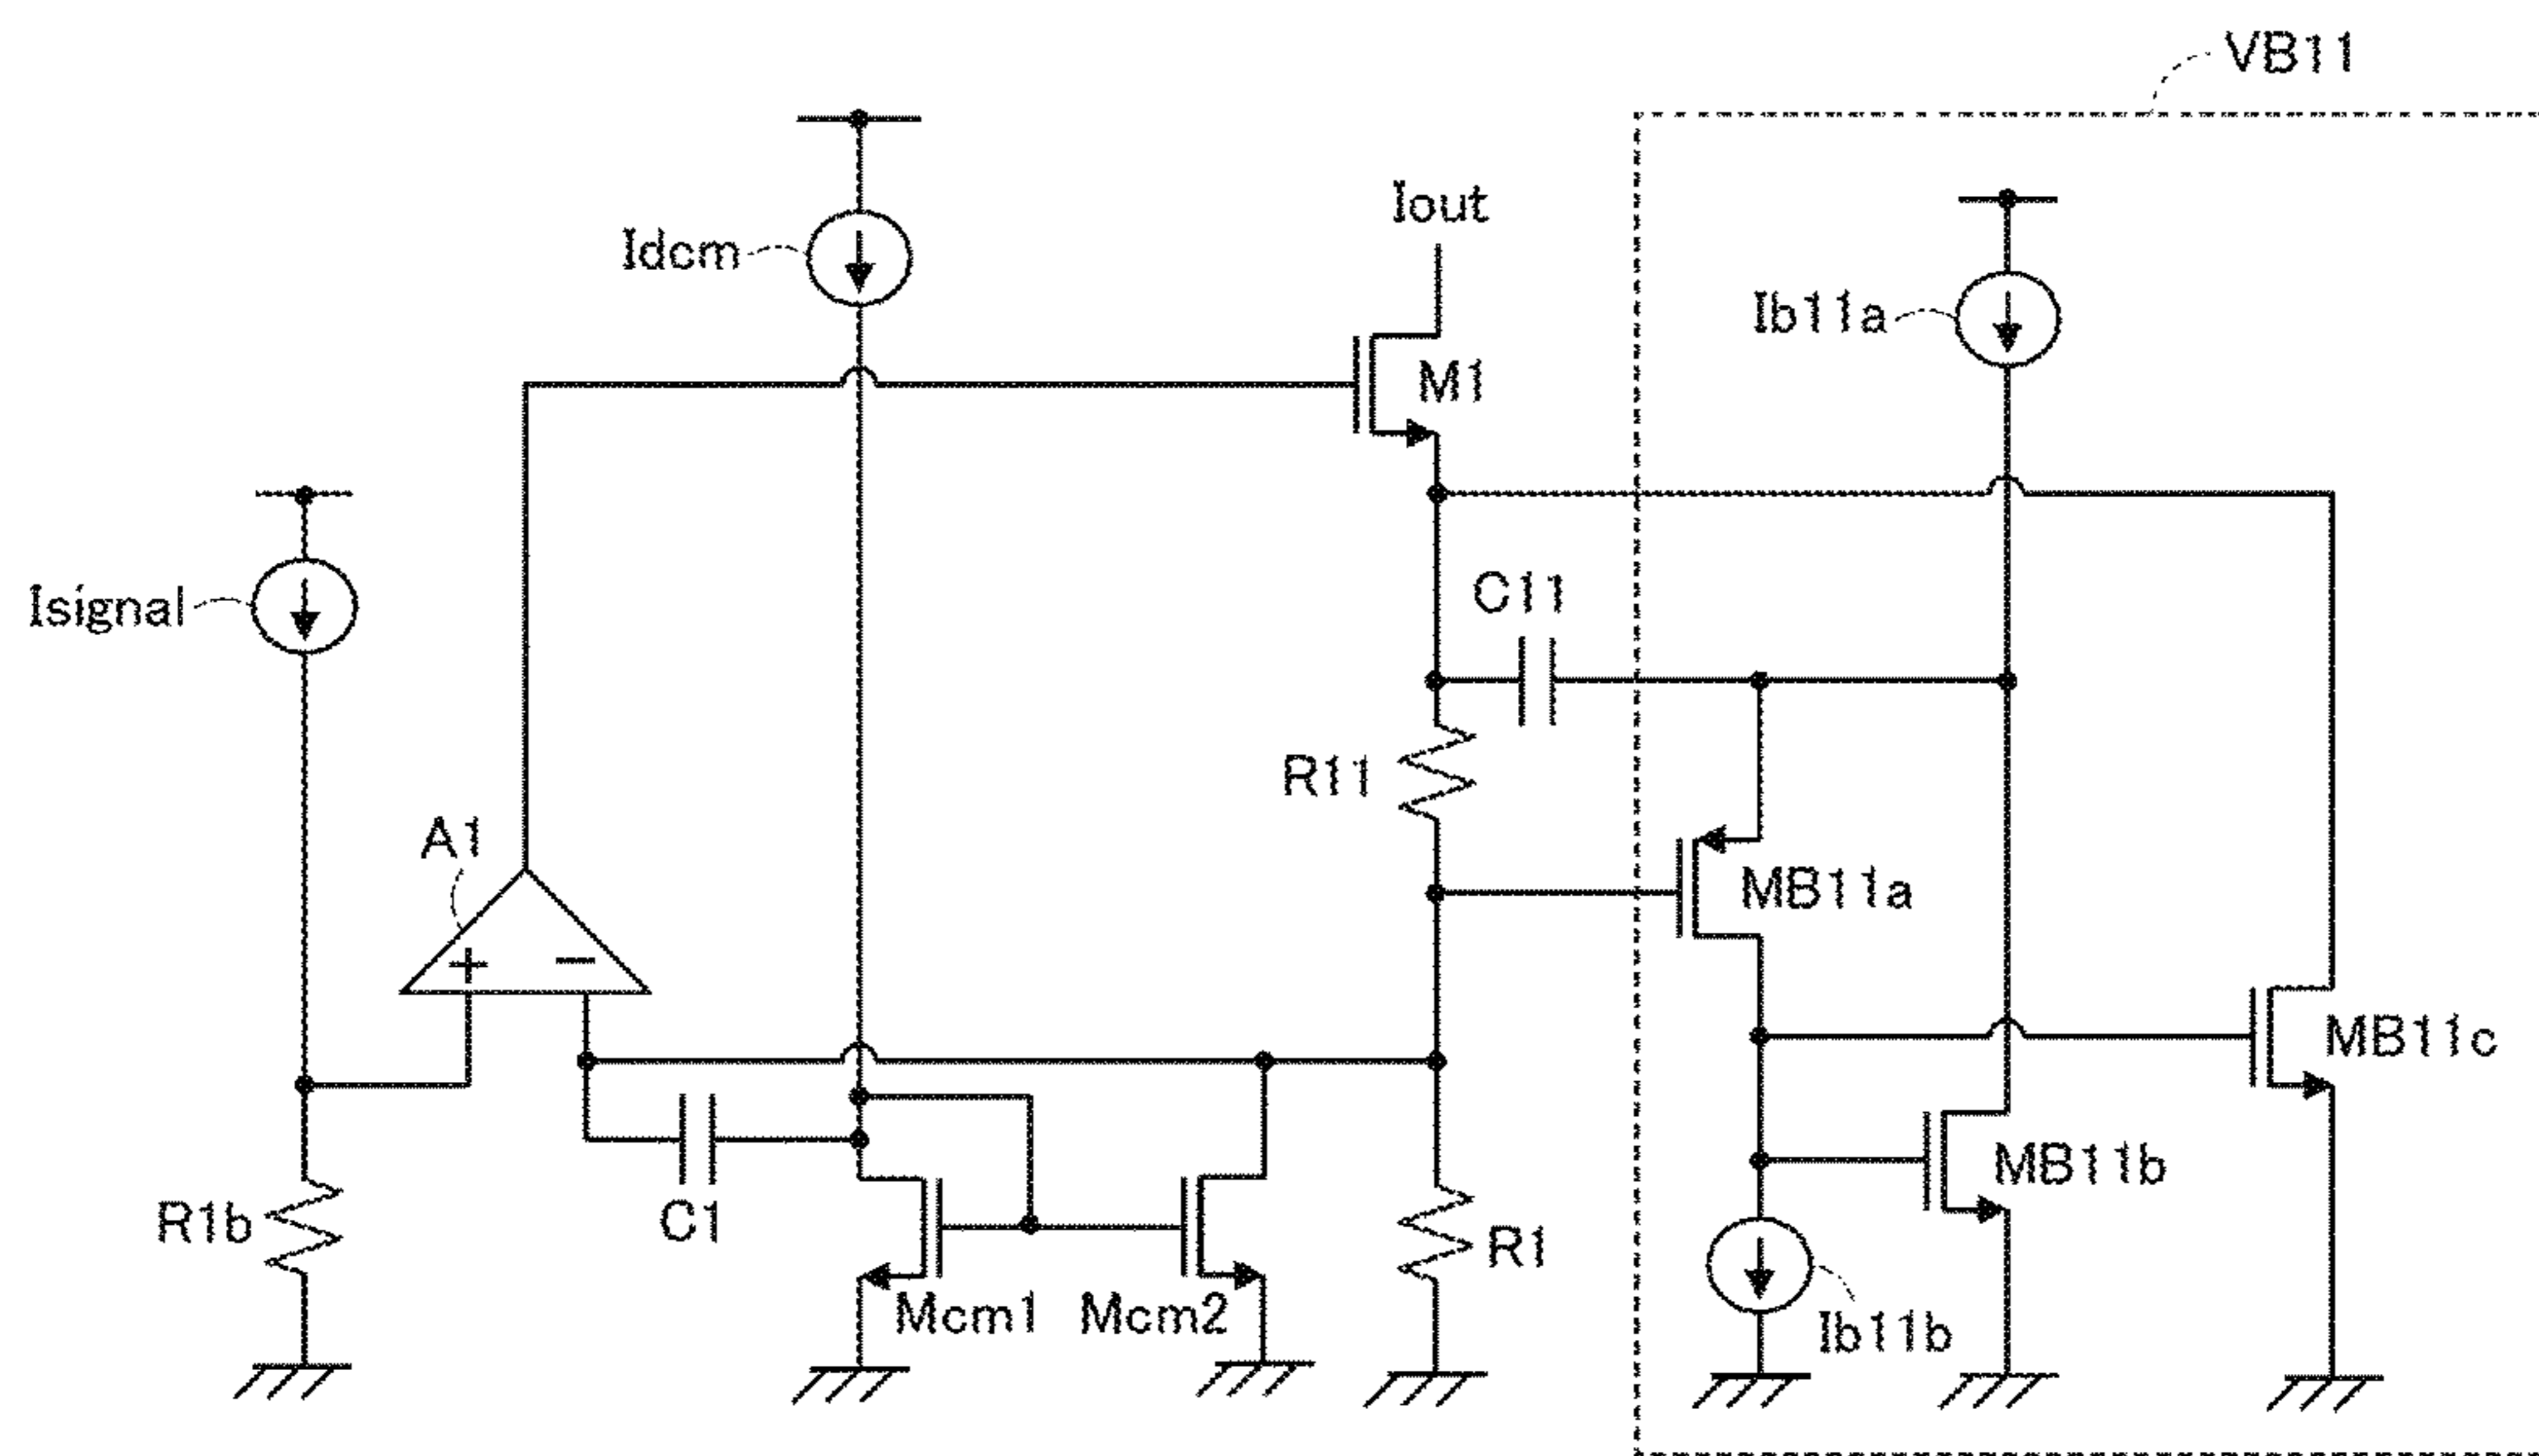 VB11
Iout
Idcm
Ib11a
M1
C11
Isignal
R11
A1
+
−
MB11a
MB11c
MB11b
R1b
C1
R1
Mcm1
Mcm2
Ib11b